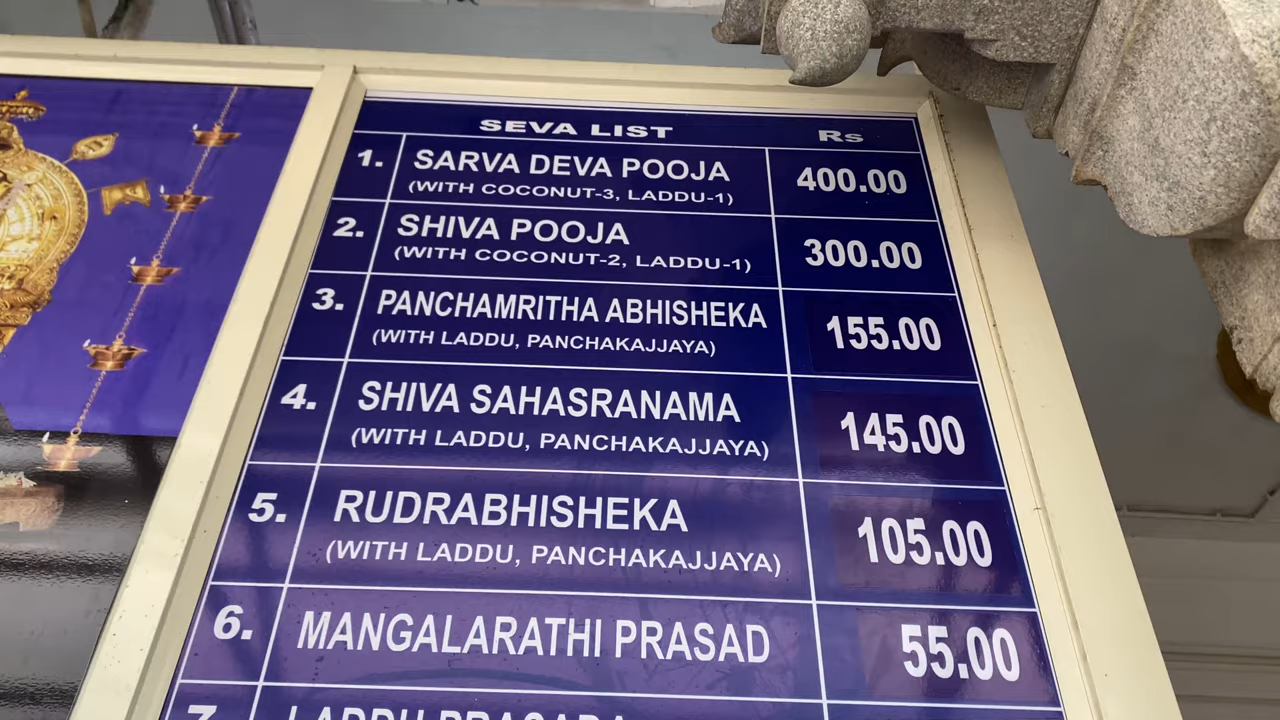 SEVA LIST Rs
1. SARVA DEVA POOJA 400.00
(WITH COCONUT-3, LADDU-1)
2. SHIVA POOJA 300.00
(WITH COCONUT-2, LADDU-1)
3. PANCHAMRITHA ABHISHEKA 155.00
(WITH LADDU, PANCHAKAJJAYA)
4. SHIVA SAHASRANAMA 145.00
(WITH LADDU, PANCHAKAJJAYA)
5. RUDRABHISHEKA 105.00
(WITH LADDU, PANCHAKAJJAYA)
6. MANGALARATHI PRASAD 55.00
7. LADDU PRASADA